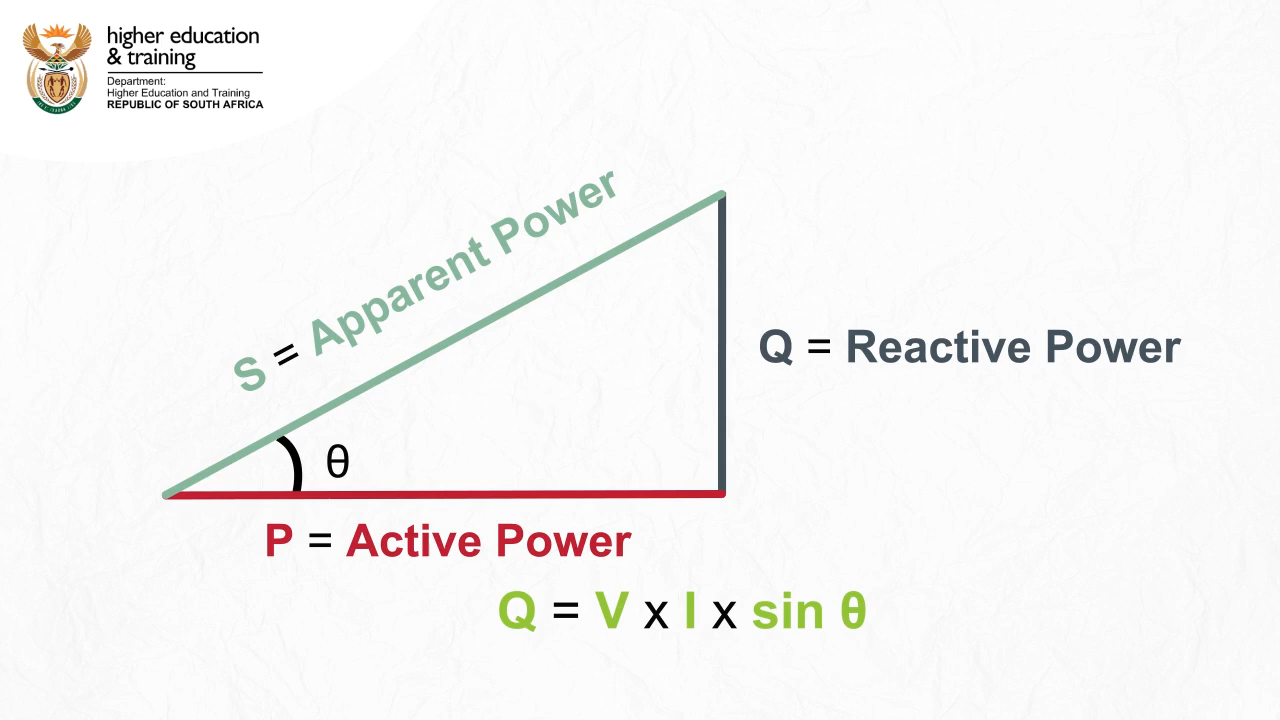 higher education
& training
Department:
Higher Education and Training
REPUBLIC OF SOUTH AFRICA
S = Apparent Power
Q = Reactive Power
θ
P = Active Power
Q = V x I x sin θ